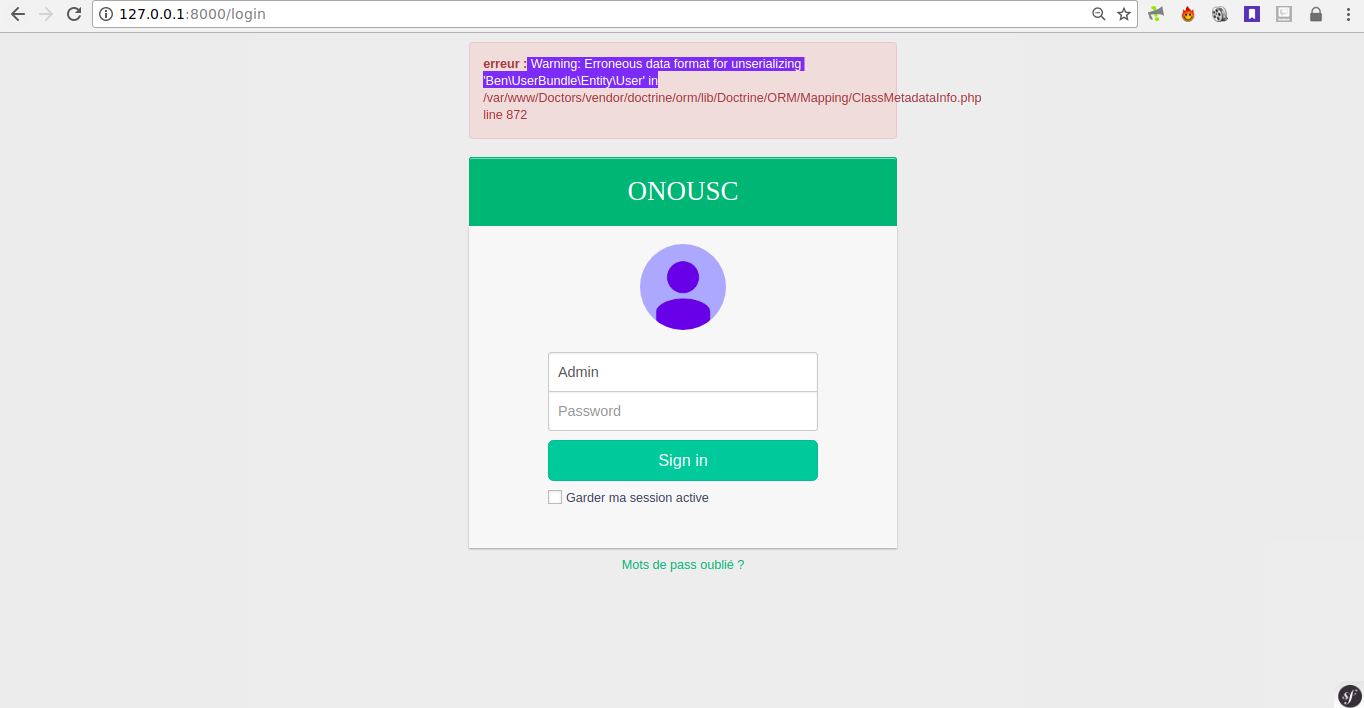 127.0.0.1:8000/login
erreur : Warning: Erroneous data format for unserializing
'Ben\UserBundle\Entity\User' in
/var/www/Doctors/vendor/doctrine/orm/lib/Doctrine/ORM/Mapping/ClassMetadataInfo.php
line 872
ONOUSC
Admin
Password
Sign in
Garder ma session active
Mots de pass oublié ?
sf